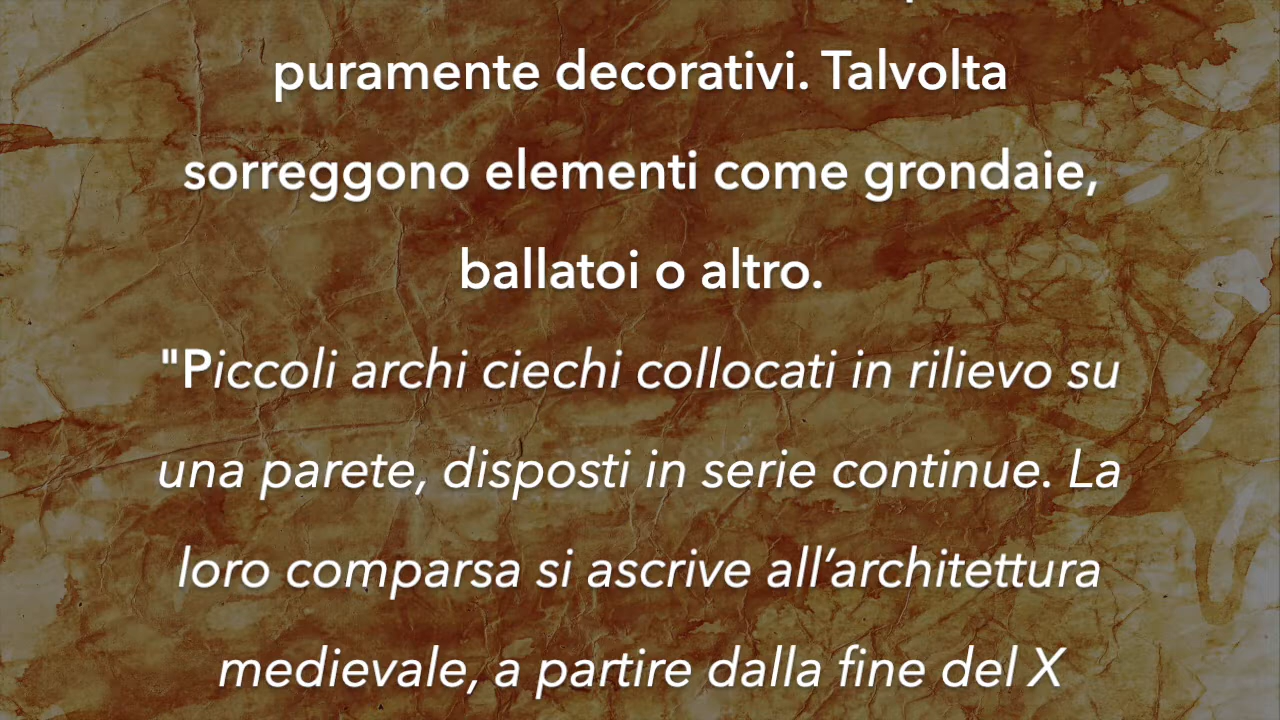 puramente decorativi. Talvolta
sorreggono elementi come grondaie,
ballatoi o altro.
"Piccoli archi ciechi collocati in rilievo su
una parete, disposti in serie continue. La
loro comparsa si ascrive all’architettura
medievale, a partire dalla fine del X